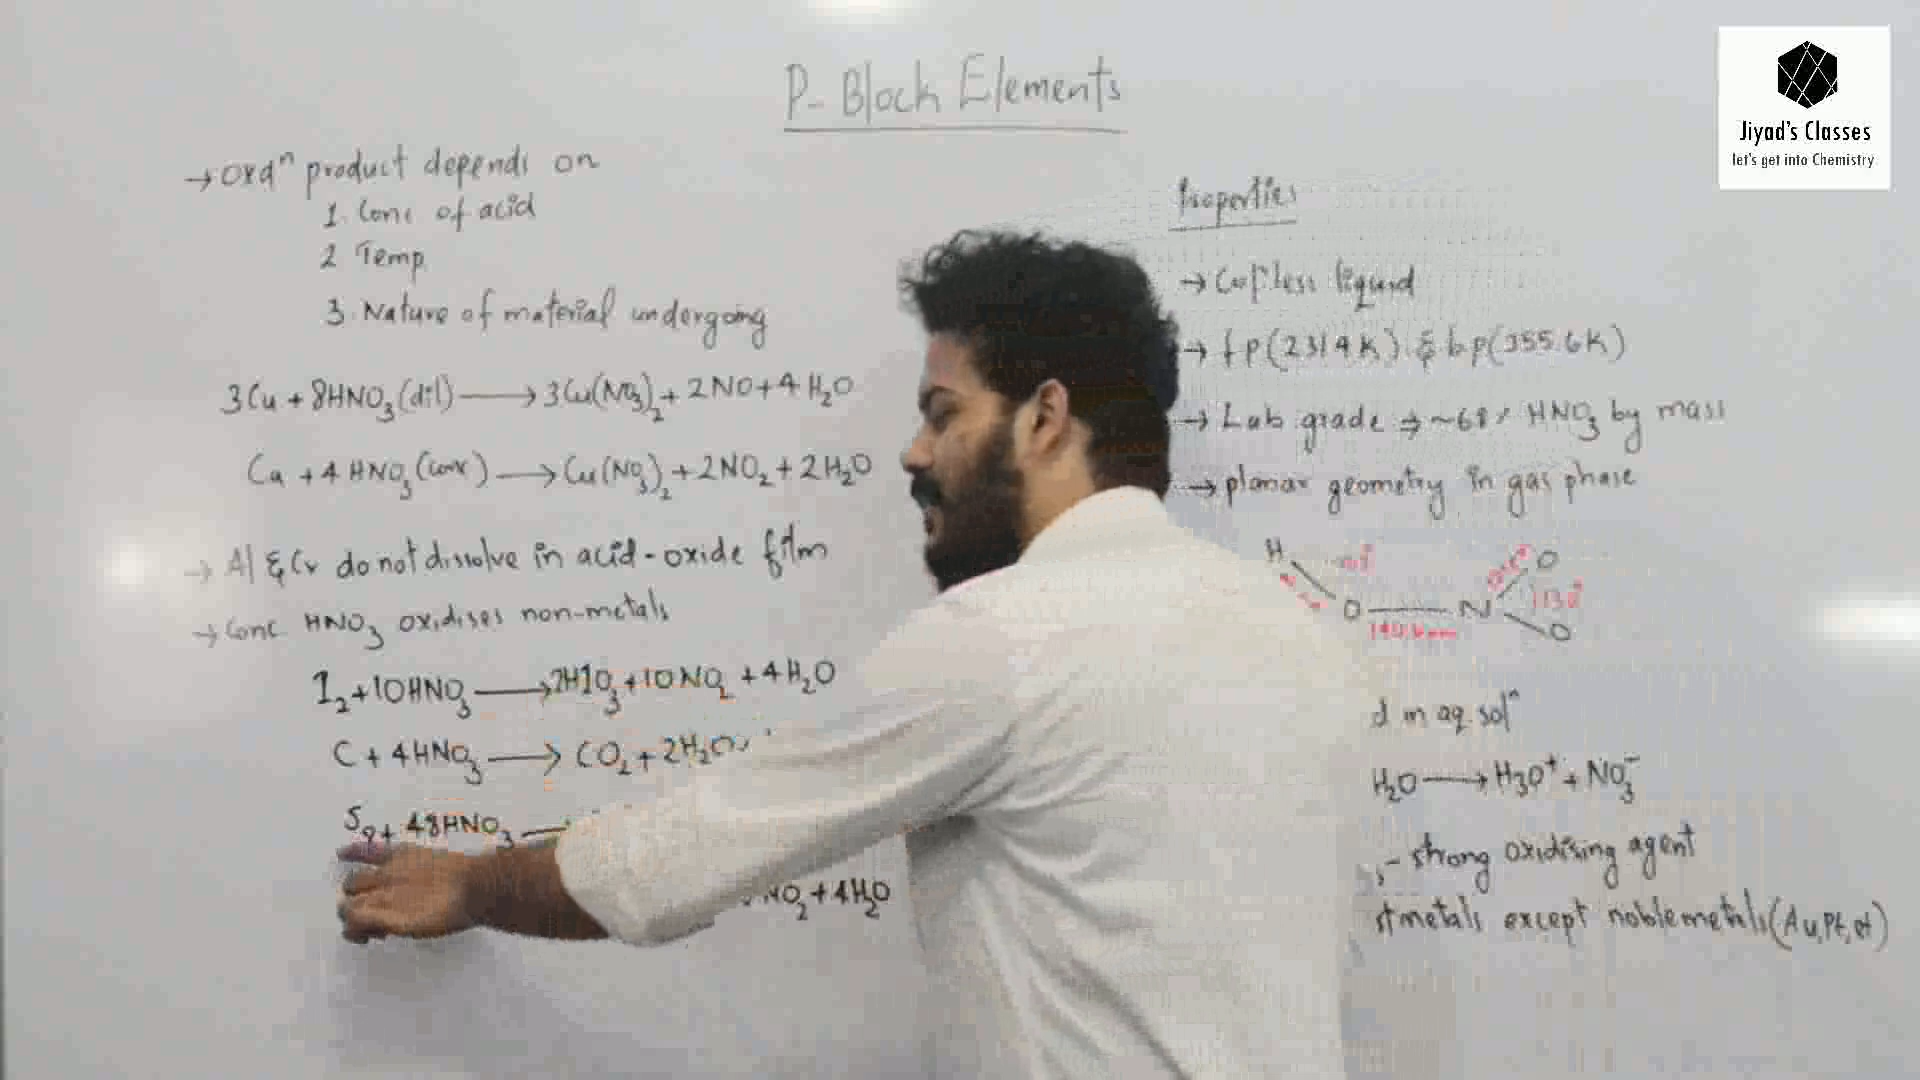 P-Block Elements
Jiyad's Classes
let's get into Chemistry
→ Oxdⁿ product depends on
1. Conc of acid
2 Temp
3. Nature of material undergoing
3Cu + 8HNO₃(dil) ⟶ 3Cu(NO₃)₂ + 2NO + 4H₂O
Cu + 4HNO₃(conc) ⟶ Cu(NO₃)₂ + 2NO₂ + 2H₂O
→ Al & Cr do not dissolve in acid-oxide film
→ Conc HNO₃ oxidises non-metals
I₂ + 10HNO₃ ⟶ 2HIO₃ + 10NO₂ + 4H₂O
C + 4HNO₃ ⟶ CO₂ + 2H₂O
S₈ + 48HNO₃ ⟶
NO₂ + 4H₂O
Properties
→ liquid
→ fp(231.4K) & bp(355.6K)
→ Lab grade ⇒ ~68% HNO₃ by mass
→ planar geometry in gas phase
H O
130°
O N
O
in aq. solⁿ
H₂O ⟶ H₃O⁺ + NO₃⁻
- strong oxidising agent
st metals except noble metals (Au, Pt, et)